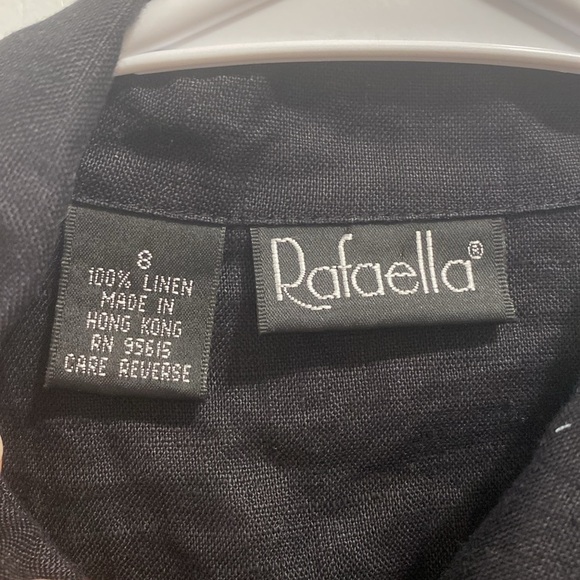 8
100% LINEN
MADE IN
HONG KONG
RN 95615
CARE REVERSE
Rafaella®